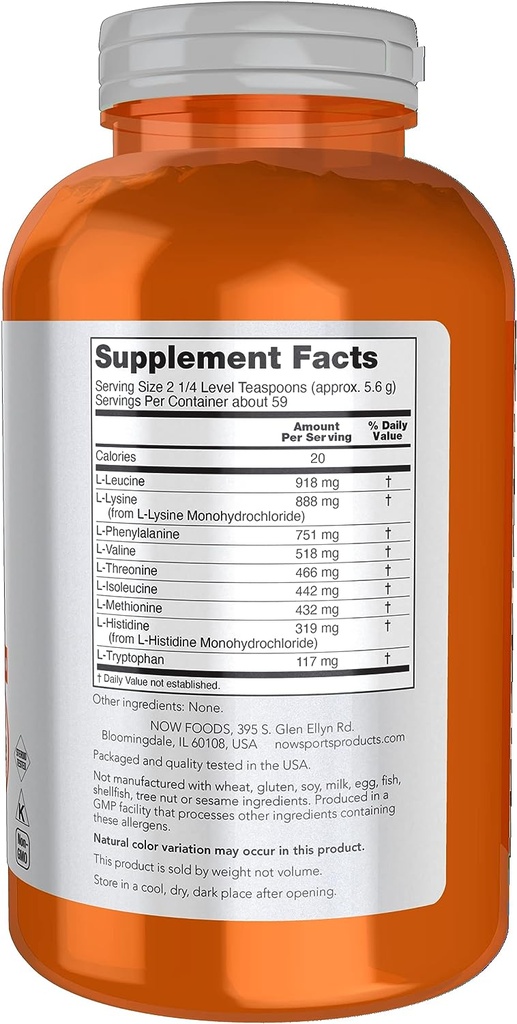 Supplement Facts
Serving Size 2 1/4 Level Teaspoons (approx. 5.6 g)
Servings Per Container about 59
Amount Per Serving % Daily Value
Calories 20
L-Leucine 918 mg †
L-Lysine 888 mg †
(from L-Lysine Monohydrochloride)
L-Phenylalanine 751 mg †
L-Valine 518 mg †
L-Threonine 466 mg †
L-Isoleucine 442 mg †
L-Methionine 432 mg †
L-Histidine 319 mg †
(from L-Histidine Monohydrochloride)
L-Tryptophan 117 mg †
† Daily Value not established.
Other ingredients: None.
NOW FOODS, 395 S. Glen Ellyn Rd.
Bloomingdale, IL 60108, USA nowsportsproducts.com
Packaged and quality tested in the USA.
Not manufactured with wheat, gluten, soy, milk, egg, fish,
shellfish, tree nut or sesame ingredients. Produced in a
GMP facility that processes other ingredients containing
these allergens.
Natural color variation may occur in this product.
This product is sold by weight not volume.
Store in a cool, dry, dark place after opening.
K
Non-
GMO